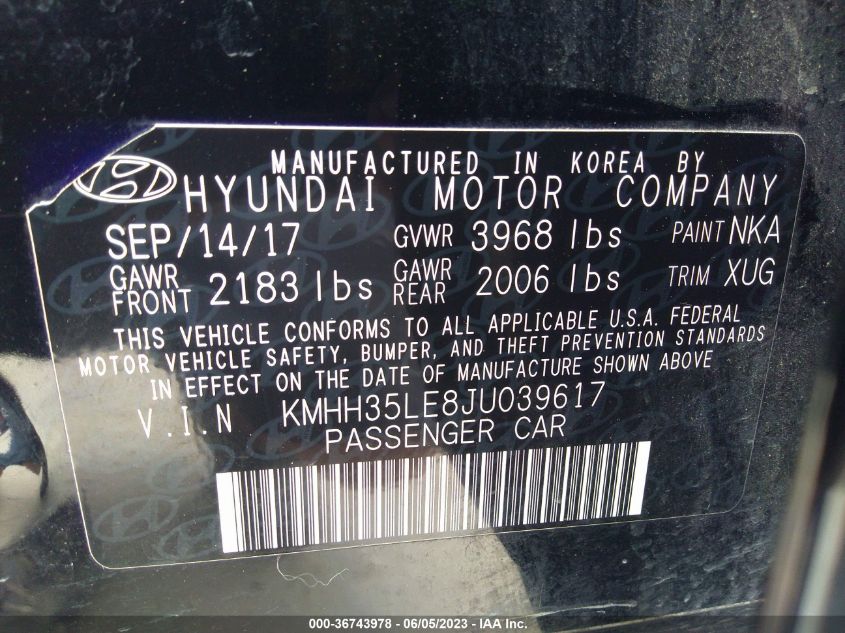 MANUFACTURED IN KOREA BY
HYUNDAI MOTOR COMPANY
SEP/14/17 GVWR 3968 lbs PAINT NKA
GAWR FRONT 2183 lbs GAWR REAR 2006 lbs TRIM XUG
THIS VEHICLE CONFORMS TO ALL APPLICABLE U.S.A. FEDERAL
MOTOR VEHICLE SAFETY, BUMPER, AND THEFT PREVENTION STANDARDS
IN EFFECT ON THE DATE OF MANUFACTURE SHOWN ABOVE
V.I.N KMHH35LE8JU039617
PASSENGER CAR
000-36743978 - 06/05/2023 - IAA Inc.